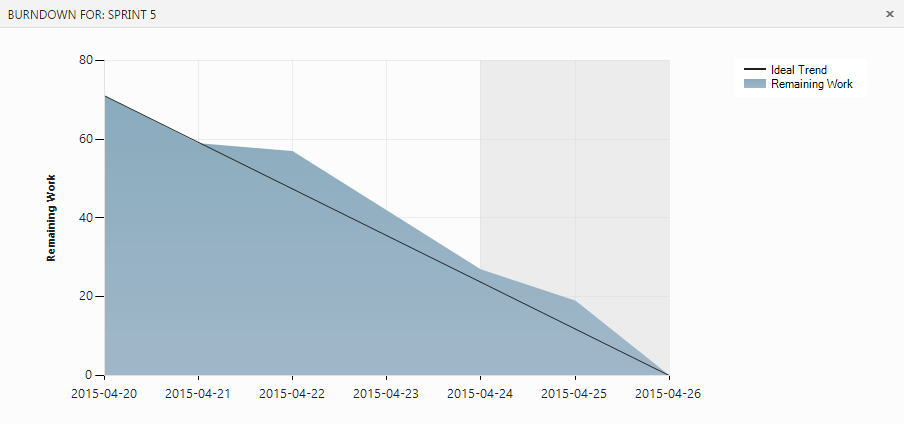 BURNDOWN FOR: SPRINT 5 ×
80
60
40
20
0
Remaining Work
2015-04-20 2015-04-21 2015-04-22 2015-04-23 2015-04-24 2015-04-25 2015-04-26
Ideal Trend
Remaining Work